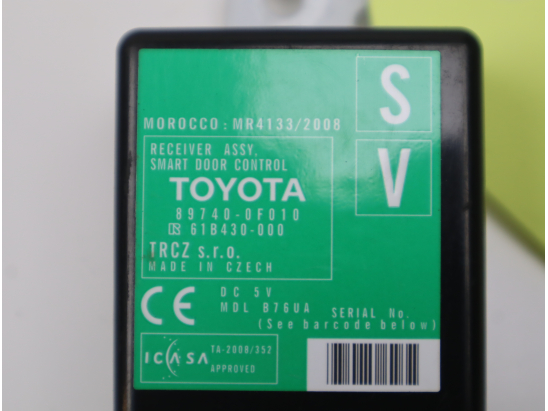 S
MOROCCO: MR4133/2008
V
RECEIVER ASSY.
SMART DOOR CONTROL
TOYOTA
89740-0F010
61B430-000
TRCZ s.r.o.
MADE IN CZECH
CE
DC 5V
MDL B76UA SERIAL No.
(See barcode below)
ICASA TA-2008/352
APPROVED